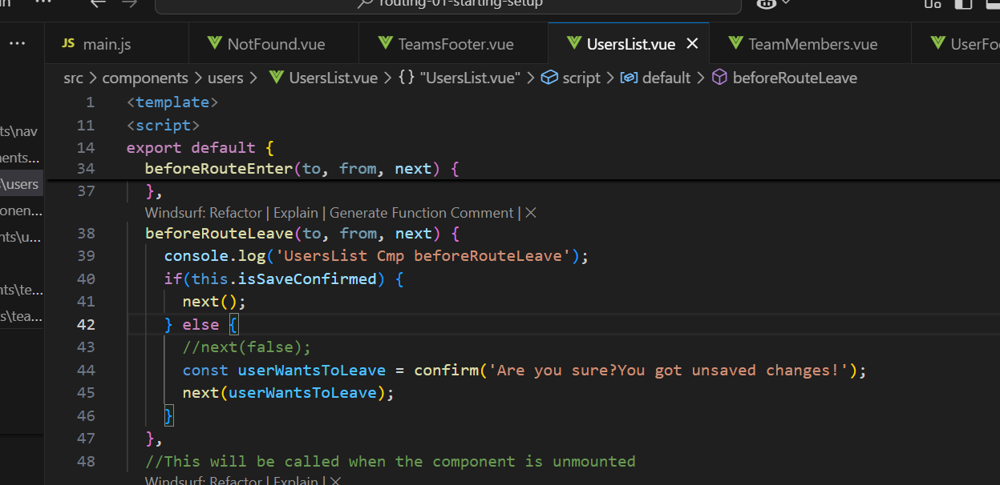 routing-01-starting-setup
JS main.js NotFound.vue TeamsFooter.vue UsersList.vue TeamMembers.vue UserFo
src > components > users > UsersList.vue > {} "UsersList.vue" > script > default > beforeRouteLeave
1 <template>
11 <script>
ts\nav
14 export default {
nents...
34 beforeRouteEnter(to, from, next) {
\users
37 },
onen...
Windsurf: Refactor | Explain | Generate Function Comment | ×
38 beforeRouteLeave(to, from, next) {
nts\u...
39 console.log('UsersList Cmp beforeRouteLeave');
40 if(this.isSaveConfirmed) {
nts\te...
41 next();
s\tea...
42 } else {
43 //next(false);
44 const userWantsToLeave = confirm('Are you sure?You got unsaved changes!');
45 next(userWantsToLeave);
46 }
47 },
48 //This will be called when the component is unmounted
Windsurf: Refactor | Explain | ×